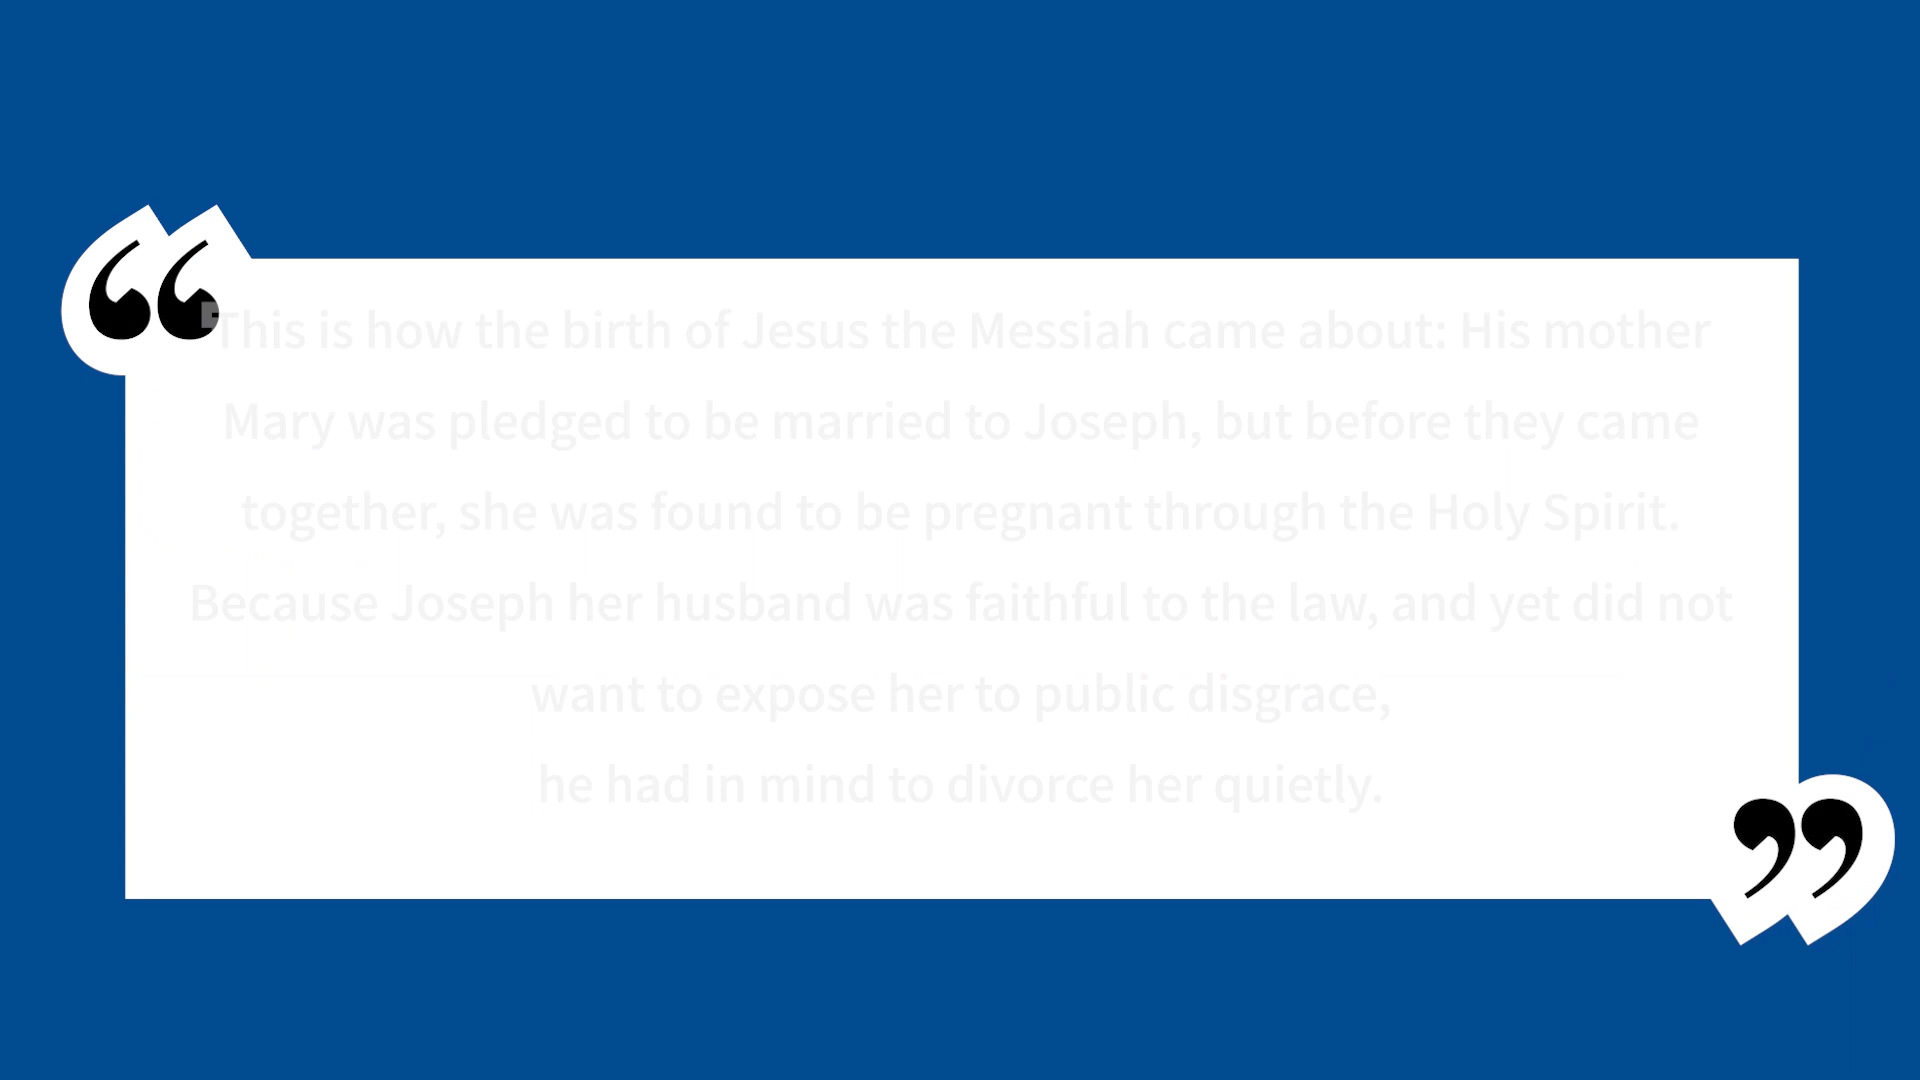 “This is how the birth of Jesus the Messiah came about: His mother
Mary was pledged to be married to Joseph, but before they came
together, she was found to be pregnant through the Holy Spirit.
Because Joseph her husband was faithful to the law, and yet did not
want to expose her to public disgrace,
he had in mind to divorce her quietly.
”